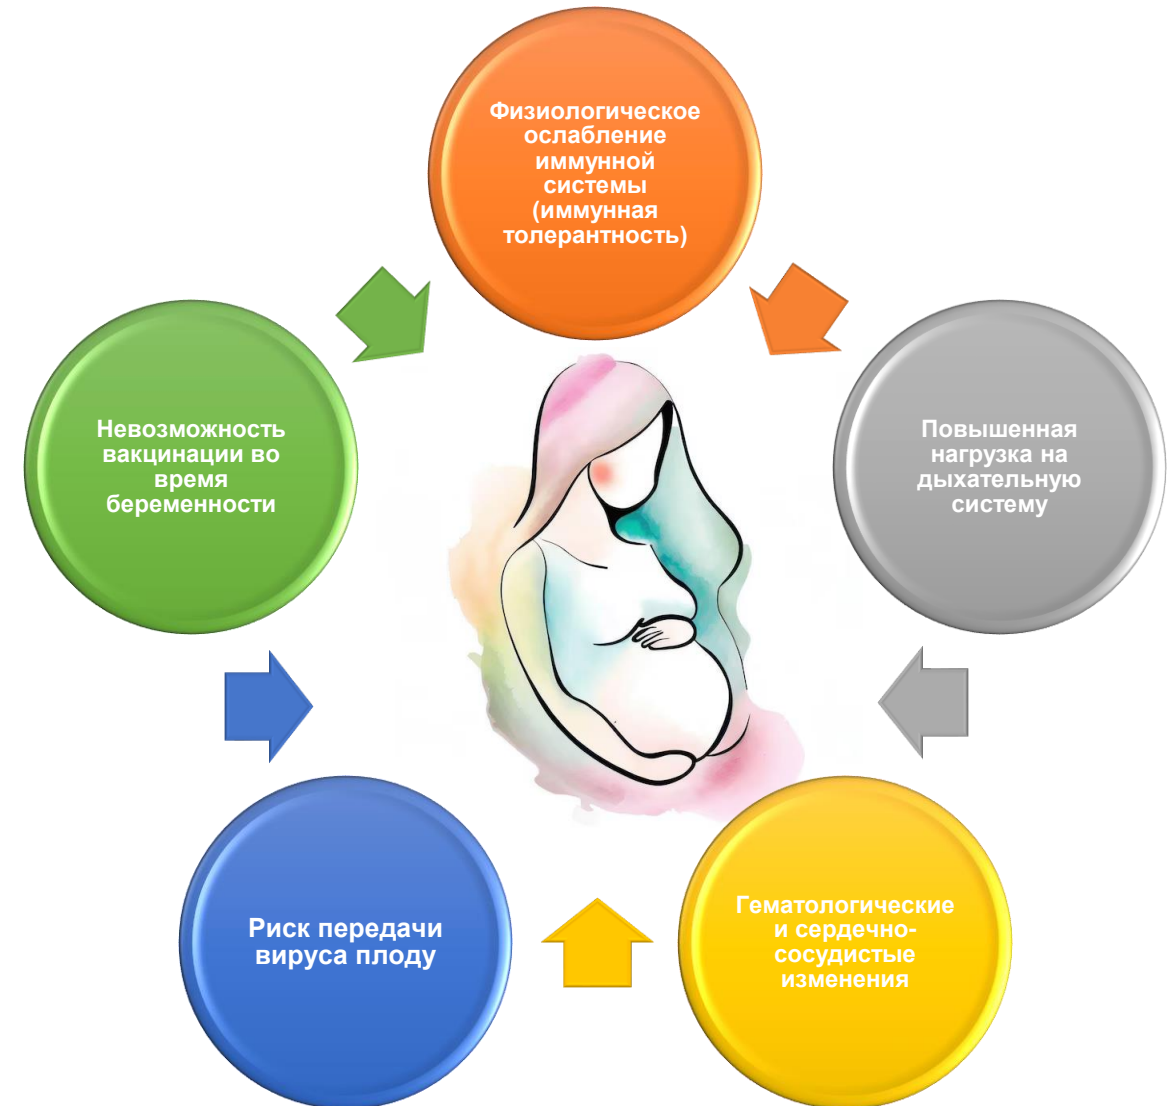 Физиологическое
ослабление
иммунной
системы
(иммунная
толерантность)
Повышенная
нагрузка на
дыхательную
систему
Гематологические
и сердечно-
сосудистые
изменения
Риск передачи
вируса плоду
Невозможность
вакцинации во
время
беременности